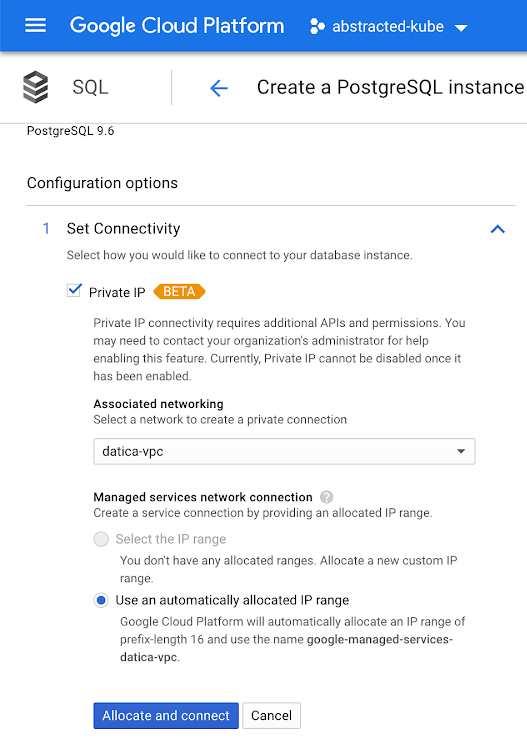 Google Cloud Platform abstracted-kube
SQL Create a PostgreSQL instance
PostgreSQL 9.6
Configuration options
1 Set Connectivity
Select how you would like to connect to your database instance.
Private IP BETA
Private IP connectivity requires additional APIs and permissions. You
may need to contact your organization's administrator for help
enabling this feature. Currently, Private IP cannot be disabled once it
has been enabled.
Associated networking
Select a network to create a private connection
datica-vpc
Managed services network connection ?
Create a service connection by providing an allocated IP range.
Select the IP range
You don't have any allocated ranges. Allocate a new custom IP
range.
Use an automatically allocated IP range
Google Cloud Platform will automatically allocate an IP range of
prefix-length 16 and use the name google-managed-services-
datica-vpc.
Allocate and connect Cancel